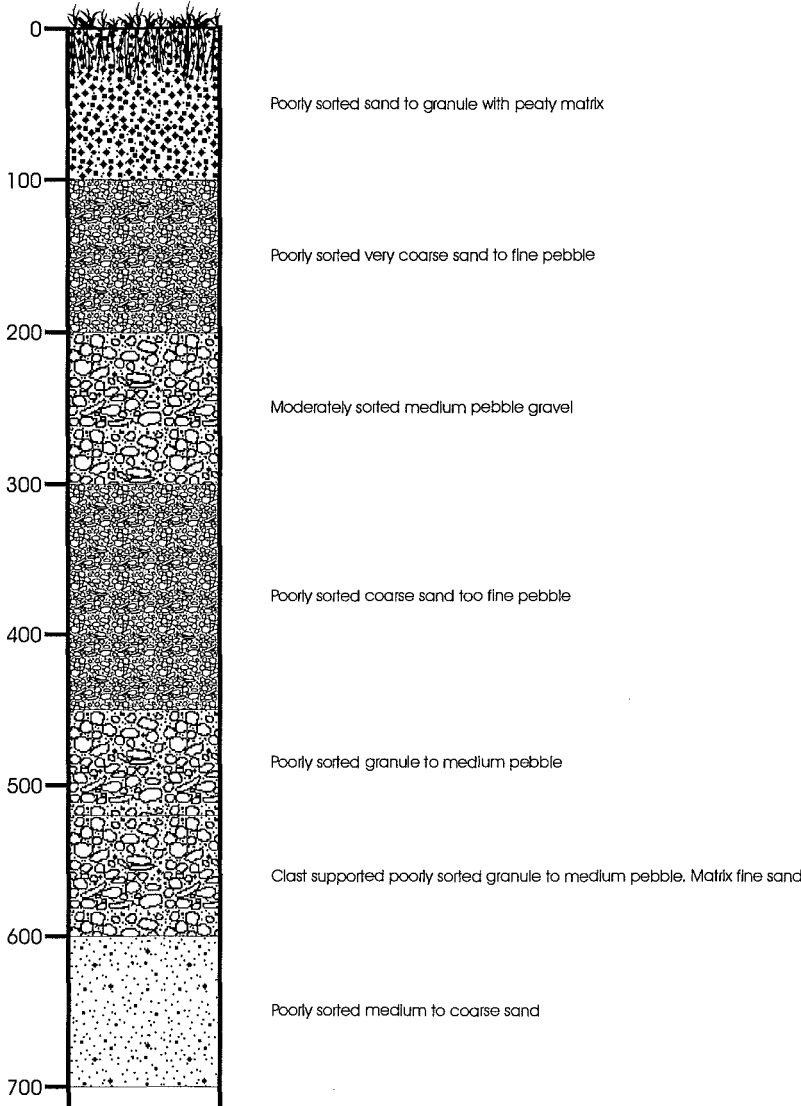 0
Poorly sorted sand to granule with peaty matrix
100
Poorly sorted very coarse sand to fine pebble
200
Moderately sorted medium pebble gravel
300
Poorly sorted coarse sand too fine pebble
400
Poorly sorted granule to medium pebble
500
Clast supported poorly sorted granule to medium pebble. Matrix fine sand
600
Poorly sorted medium to coarse sand
700